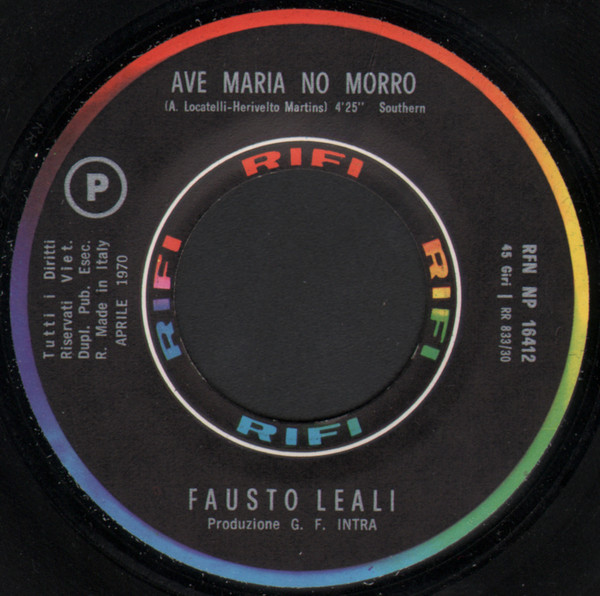 AVE MARIA NO MORRO
(A. Locatelli-Herivelto Martins) 4'25" Southern
RIFI
P
RIFI
RIFI
RIFI
RIFI
Tutti i Diritti
Riservati Viet.
Dupl. Pub. Esec.
R. Made in Italy
APRILE 1970
RFN NP 16412
45 Giri | RR 833/30
FAUSTO LEALI
Produzione G. F. INTRA